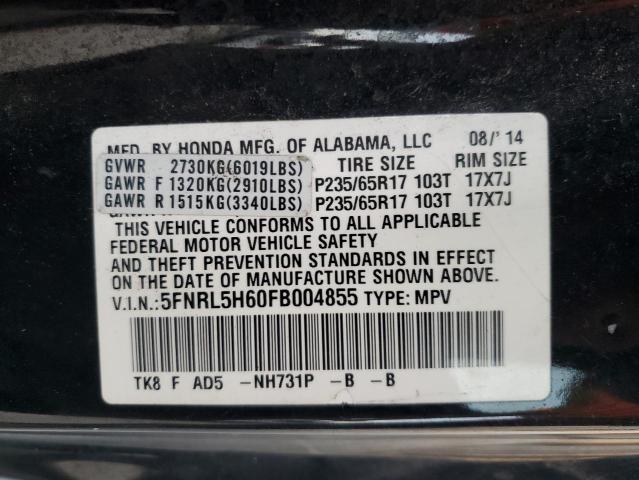 MFD. BY HONDA MFG. OF ALABAMA, LLC 08/'14
GVWR 2730KG(6019LBS) TIRE SIZE RIM SIZE
GAWR F 1320KG(2910LBS) P235/65R17 103T 17X7J
GAWR R 1515KG(3340LBS) P235/65R17 103T 17X7J
THIS VEHICLE CONFORMS TO ALL APPLICABLE
FEDERAL MOTOR VEHICLE SAFETY
AND THEFT PREVENTION STANDARDS IN EFFECT
ON THE DATE OF MANUFACTURE SHOWN ABOVE.
V.I.N.: 5FNRL5H60FB004855 TYPE: MPV
TK8 F AD5 -NH731P -B -B